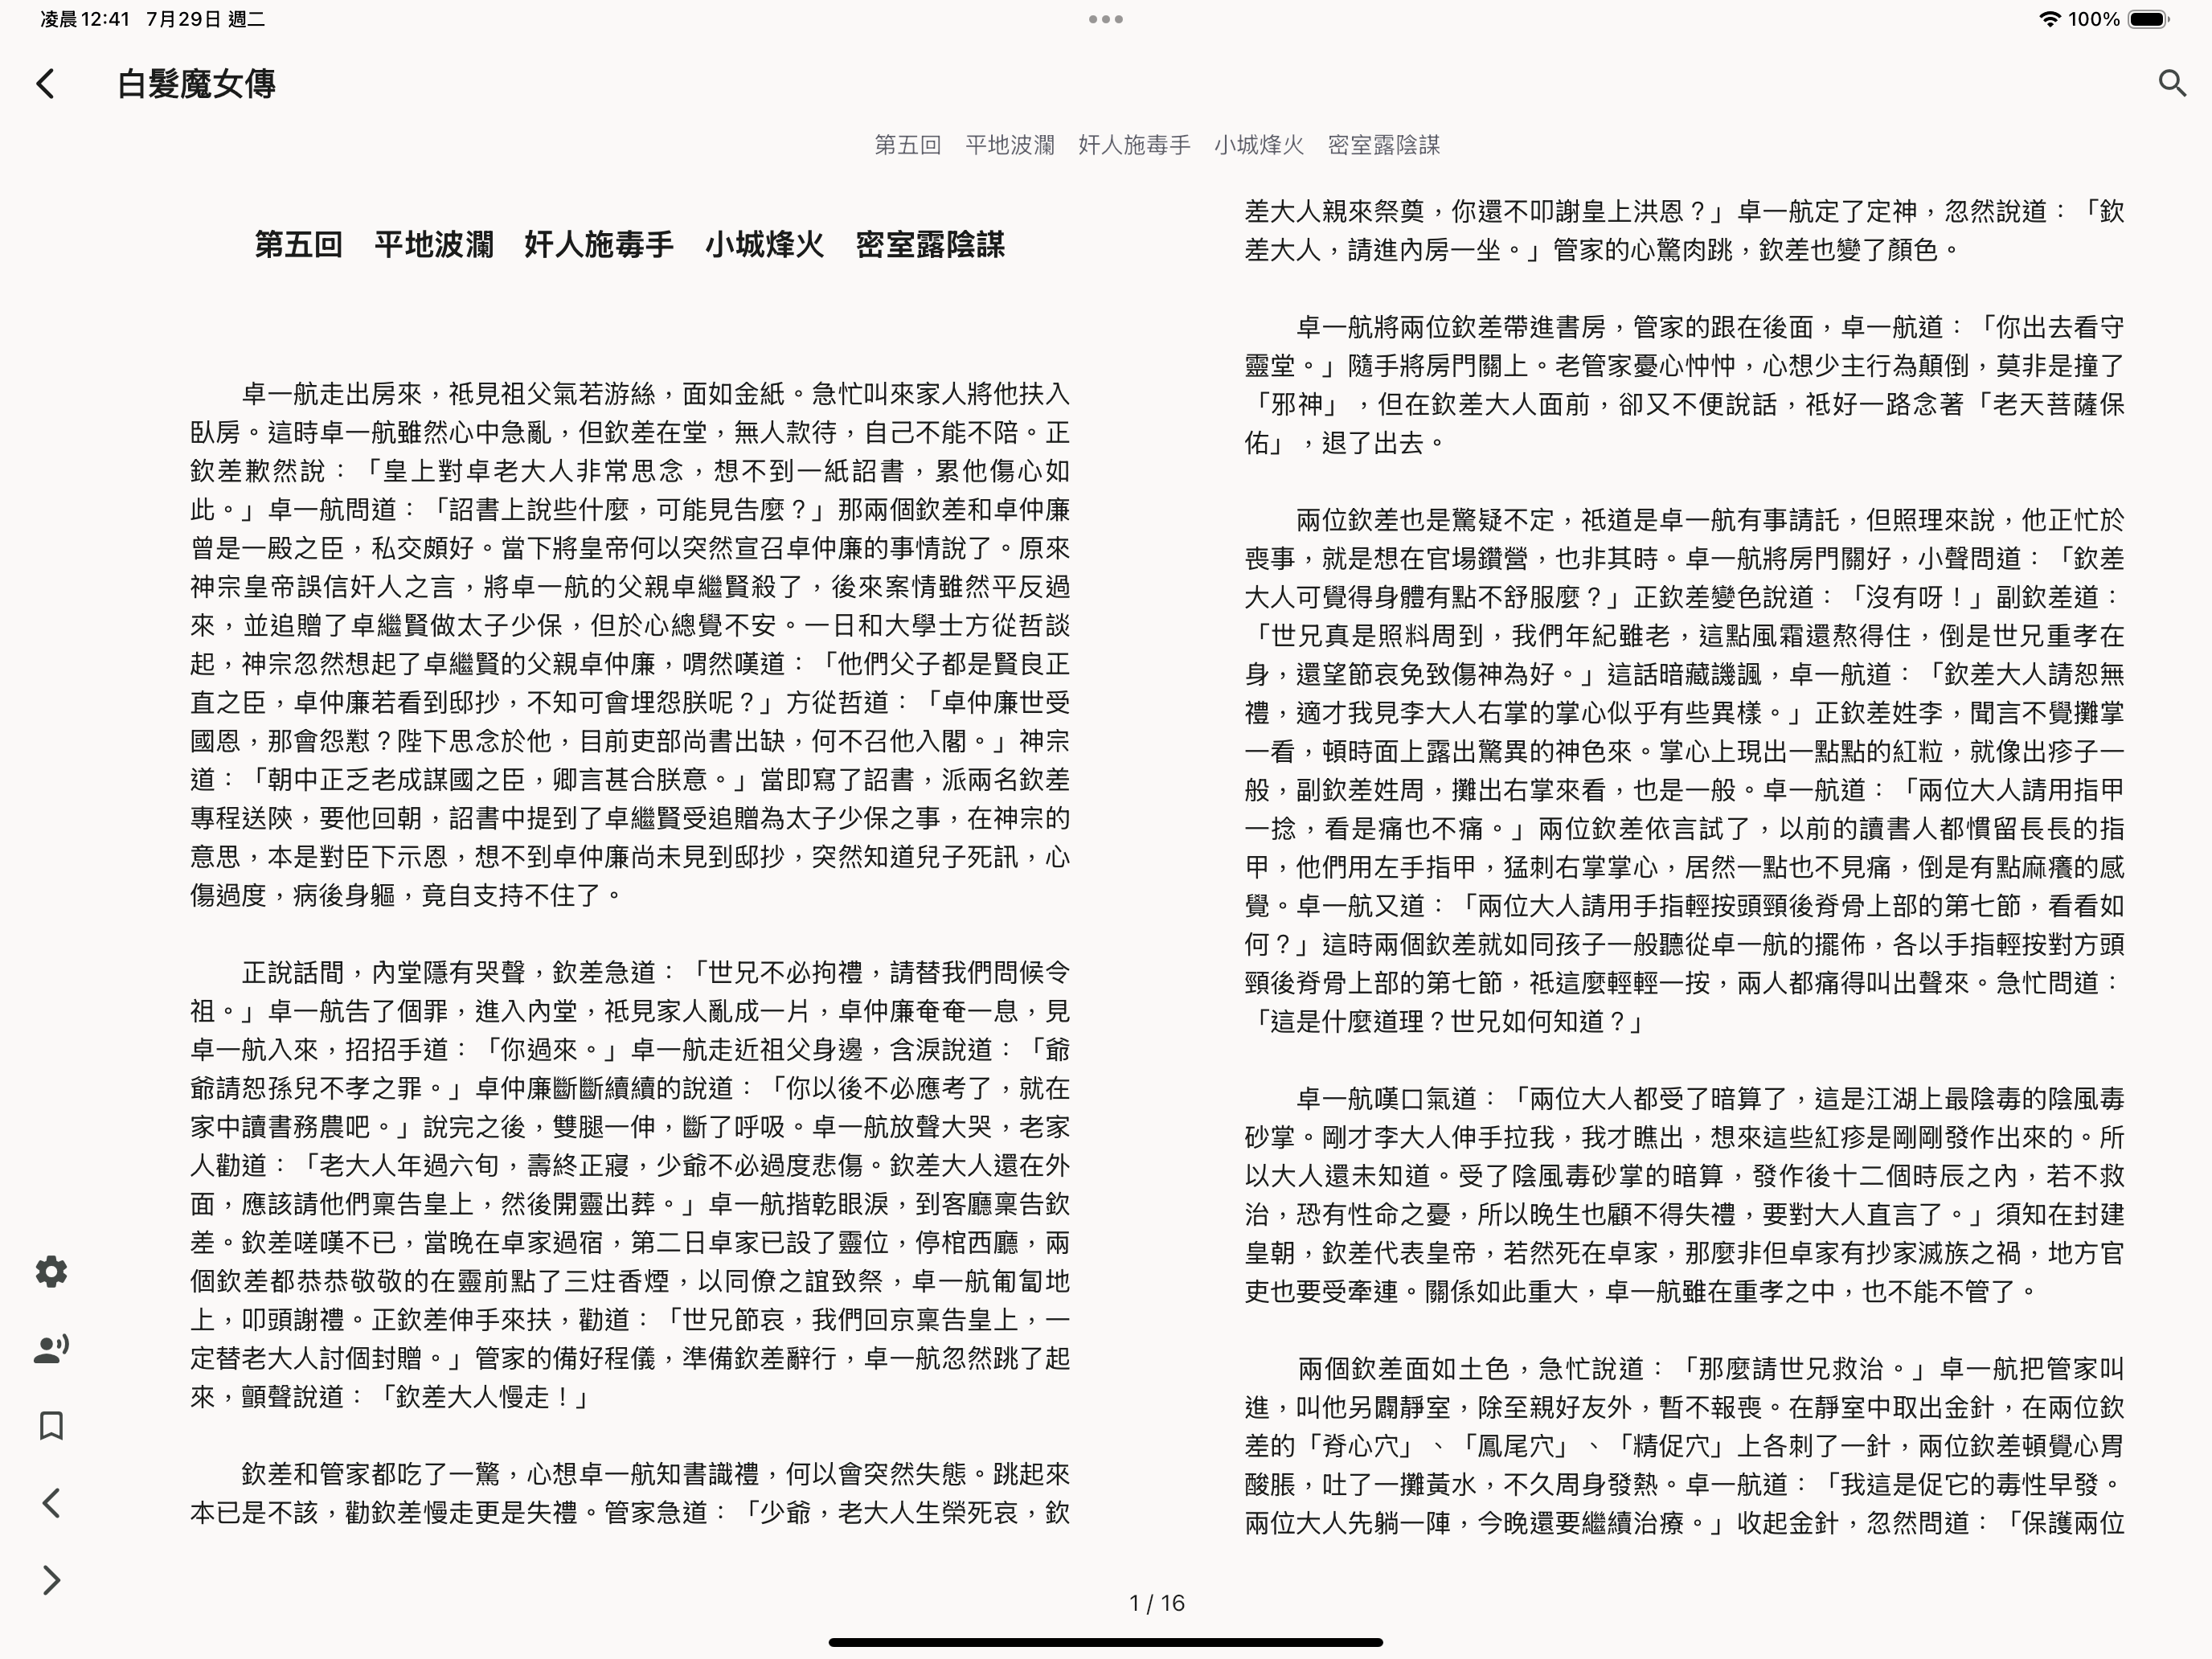 凌晨12:41 7月29日 週二
100%
白髮魔女傳
第五回　平地波瀾　奸人施毒手　小城烽火　密室露陰謀
第五回　平地波瀾　奸人施毒手　小城烽火　密室露陰謀
卓一航走出房來，祇見祖父氣若游絲，面如金紙。急忙叫來家人將他扶入
臥房。這時卓一航雖然心中急亂，但欽差在堂，無人款待，自己不能不陪。正
欽差歉然說：「皇上對卓老大人非常思念，想不到一紙詔書，累他傷心如
此。」卓一航問道：「詔書上說些什麼，可能見告麼？」那兩個欽差和卓仲廉
曾是一殿之臣，私交頗好。當下將皇帝何以突然宣召卓仲廉的事情說了。原來
神宗皇帝誤信奸人之言，將卓一航的父親卓繼賢殺了，後來案情雖然平反過
來，並追贈了卓繼賢做太子少保，但於心總覺不安。一日和大學士方從哲談
起，神宗忽然想起了卓繼賢的父親卓仲廉，喟然嘆道：「他們父子都是賢良正
直之臣，卓仲廉若看到邸抄，不知可會埋怨朕呢？」方從哲道：「卓仲廉世受
國恩，那會怨懟？陛下思念於他，目前吏部尚書出缺，何不召他入閣。」神宗
道：「朝中正乏老成謀國之臣，卿言甚合朕意。」當即寫了詔書，派兩名欽差
專程送陝，要他回朝，詔書中提到了卓繼賢受追贈為太子少保之事，在神宗的
意思，本是對臣下示恩，想不到卓仲廉尚未見到邸抄，突然知道兒子死訊，心
傷過度，病後身軀，竟自支持不住了。
正說話間，內堂隱有哭聲，欽差急道：「世兄不必拘禮，請替我們問候令
祖。」卓一航告了個罪，進入內堂，祇見家人亂成一片，卓仲廉奄奄一息，見
卓一航入來，招招手道：「你過來。」卓一航走近祖父身邊，含淚說道：「爺
爺請恕孫兒不孝之罪。」卓仲廉斷斷續續的說道：「你以後不必應考了，就在
家中讀書務農吧。」說完之後，雙腿一伸，斷了呼吸。卓一航放聲大哭，老家
人勸道：「老大人年過六旬，壽終正寢，少爺不必過度悲傷。欽差大人還在外
面，應該請他們稟告皇上，然後開靈出葬。」卓一航揩乾眼淚，到客廳稟告欽
差。欽差嗟嘆不已，當晚在卓家過宿，第二日卓家已設了靈位，停棺西廳，兩
個欽差都恭恭敬敬的在靈前點了三炷香煙，以同僚之誼致祭，卓一航匍匐地
上，叩頭謝禮。正欽差伸手來扶，勸道：「世兄節哀，我們回京稟告皇上，一
定替老大人討個封贈。」管家的備好程儀，準備欽差辭行，卓一航忽然跳了起
來，顫聲說道：「欽差大人慢走！」
欽差和管家都吃了一驚，心想卓一航知書識禮，何以會突然失態。跳起來
本已是不該，勸欽差慢走更是失禮。管家急道：「少爺，老大人生榮死哀，欽
差大人親來祭奠，你還不叩謝皇上洪恩？」卓一航定了定神，忽然說道：「欽
差大人，請進內房一坐。」管家的心驚肉跳，欽差也變了顏色。
卓一航將兩位欽差帶進書房，管家的跟在後面，卓一航道：「你出去看守
靈堂。」隨手將房門關上。老管家憂心忡忡，心想少主行為顛倒，莫非是撞了
「邪神」，但在欽差大人面前，卻又不便說話，祇好一路念著「老天菩薩保
佑」，退了出去。
兩位欽差也是驚疑不定，祇道是卓一航有事請託，但照理來說，他正忙於
喪事，就是想在官場鑽營，也非其時。卓一航將房門關好，小聲問道：「欽差
大人可覺得身體有點不舒服麼？」正欽差變色說道：「沒有呀！」副欽差道：
「世兄真是照料周到，我們年紀雖老，這點風霜還熬得住，倒是世兄重孝在
身，還望節哀免致傷神為好。」這話暗藏譏諷，卓一航道：「欽差大人請恕無
禮，適才我見李大人右掌的掌心似乎有些異樣。」正欽差姓李，聞言不覺攤掌
一看，頓時面上露出驚異的神色來。掌心上現出一點點的紅粒，就像出疹子一
般，副欽差姓周，攤出右掌來看，也是一般。卓一航道：「兩位大人請用指甲
一捻，看是痛也不痛。」兩位欽差依言試了，以前的讀書人都慣留長長的指
甲，他們用左手指甲，猛刺右掌掌心，居然一點也不見痛，倒是有點麻癢的感
覺。卓一航又道：「兩位大人請用手指輕按頭頸後脊骨上部的第七節，看看如
何？」這時兩個欽差就如同孩子一般聽從卓一航的擺佈，各以手指輕按對方頭
頸後脊骨上部的第七節，祇這麼輕輕一按，兩人都痛得叫出聲來。急忙問道：
「這是什麼道理？世兄如何知道？」
卓一航嘆口氣道：「兩位大人都受了暗算了，這是江湖上最陰毒的陰風毒
砂掌。剛才李大人伸手拉我，我才瞧出，想來這些紅疹是剛剛發作出來的。所
以大人還未知道。受了陰風毒砂掌的暗算，發作後十二個時辰之內，若不救
治，恐有性命之憂，所以晚生也顧不得失禮，要對大人直言了。」須知在封建
皇朝，欽差代表皇帝，若然死在卓家，那麼非但卓家有抄家滅族之禍，地方官
吏也要受牽連。關係如此重大，卓一航雖在重孝之中，也不能不管了。
兩個欽差面如土色，急忙說道：「那麼請世兄救治。」卓一航把管家叫
進，叫他另闢靜室，除至親好友外，暫不報喪。在靜室中取出金針，在兩位欽
差的「脊心穴」、「鳳尾穴」、「精促穴」上各刺了一針，兩位欽差頓覺心胃
酸脹，吐了一攤黃水，不久周身發熱。卓一航道：「我這是促它的毒性早發。
兩位大人先躺一陣，今晚還要繼續治療。」收起金針，忽然問道：「保護兩位
1 / 16